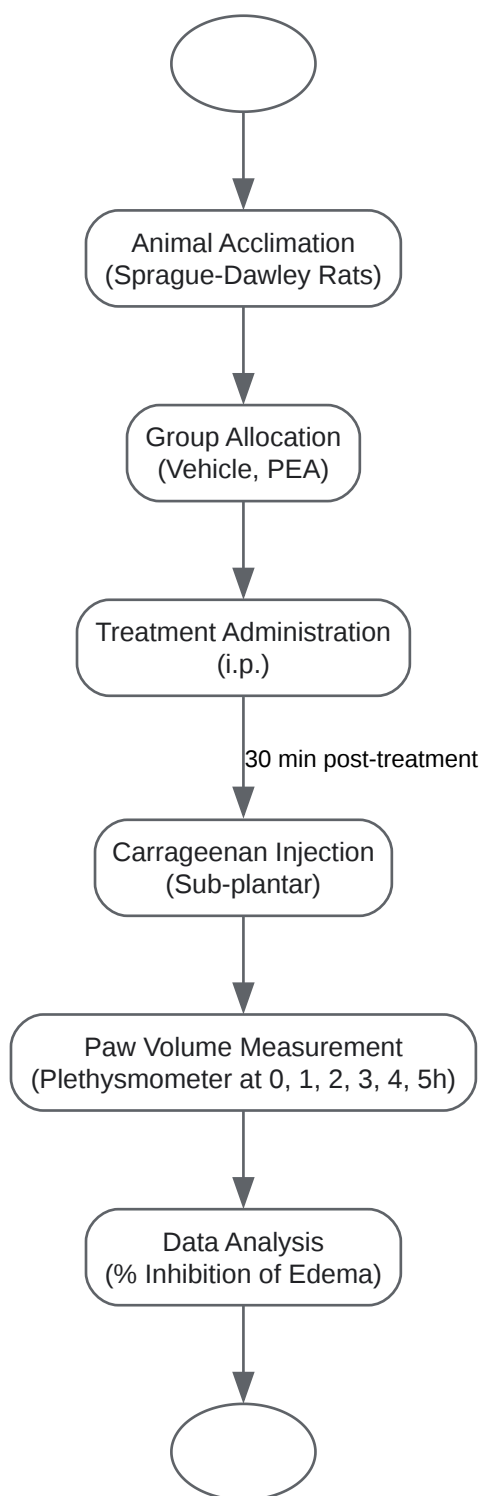 Animal Acclimation
(Sprague-Dawley Rats)
Group Allocation
(Vehicle, PEA)
Treatment Administration
(i.p.)
30 min post-treatment
Carrageenan Injection
(Sub-plantar)
Paw Volume Measurement
(Plethysmometer at 0, 1, 2, 3, 4, 5h)
Data Analysis
(% Inhibition of Edema)